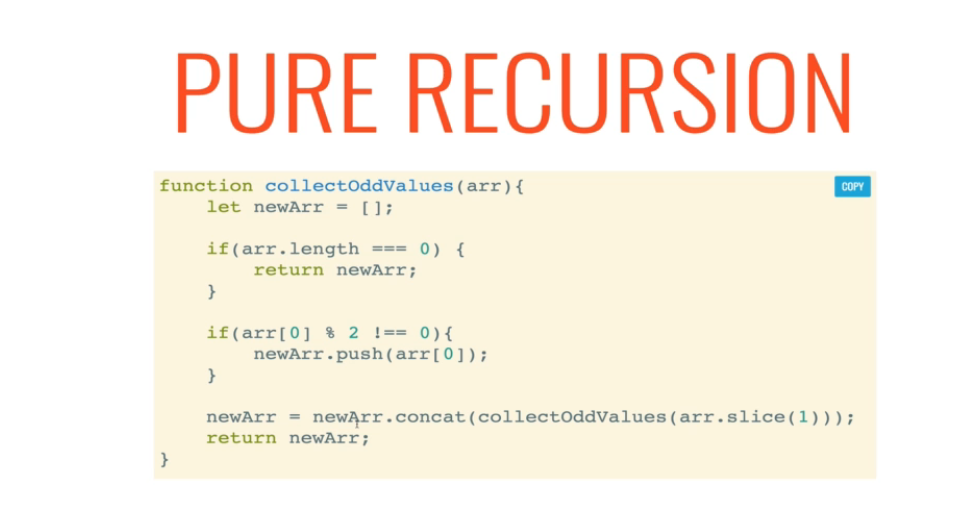 PURE RECURSION
COPY
function collectOddValues(arr){
    let newArr = [];
    if(arr.length === 0) {
        return newArr;
    }
    if(arr[0] % 2 !== 0){
        newArr.push(arr[0]);
    }
    newArr = newArr.concat(collectOddValues(arr.slice(1)));
    return newArr;
}